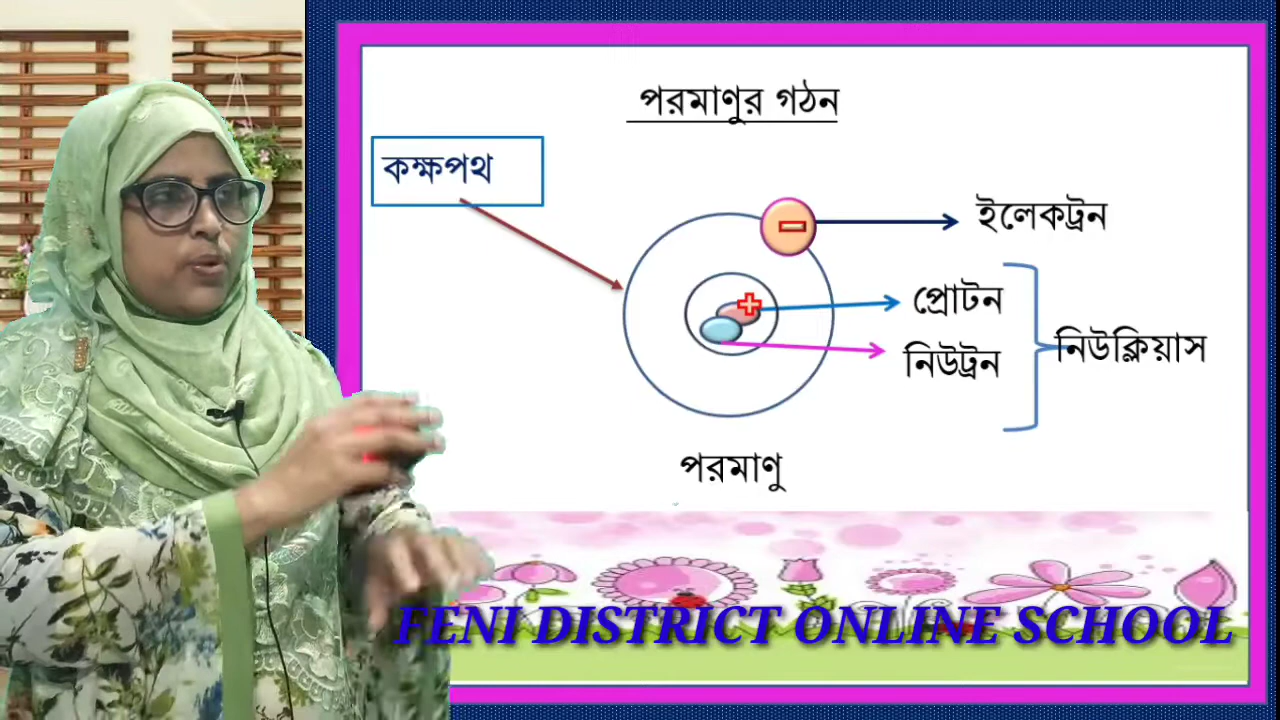 পরমাণুর গঠন
কক্ষপথ
ইলেকট্রন
প্রোটন
নিউট্রন
নিউক্লিয়াস
পরমাণু
FENI DISTRICT ONLINE SCHOOL